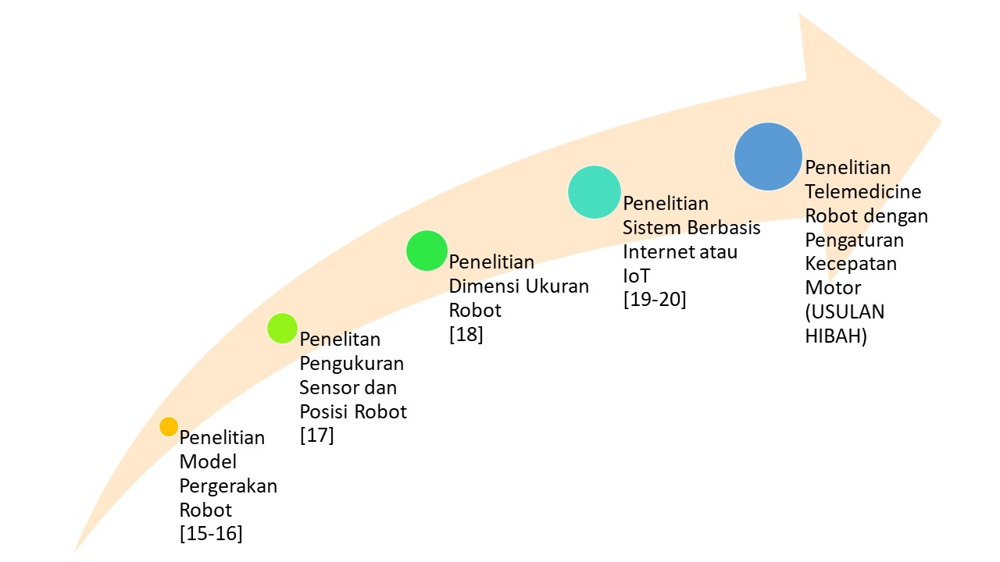 Penelitian
Model
Pergerakan
Robot
[15-16]
Penelitan
Pengukuran
Sensor dan
Posisi Robot
[17]
Penelitian
Dimensi Ukuran
Robot
[18]
Penelitian
Sistem Berbasis
Internet atau
IoT
[19-20]
Penelitian
Telemedicine
Robot dengan
Pengaturan
Kecepatan
Motor
(USULAN
HIBAH)